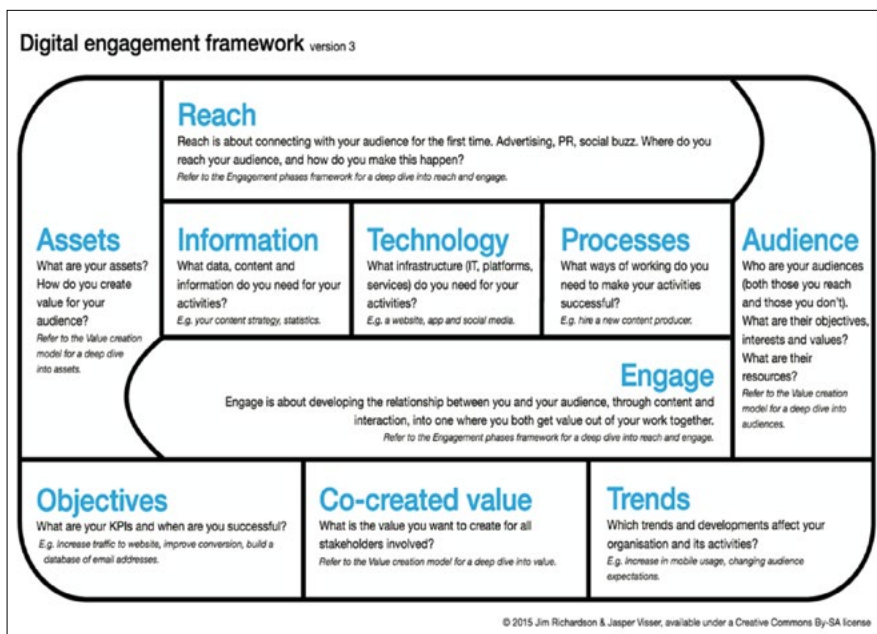 Digital engagement framework version 3
Reach
Reach is about connecting with your audience for the first time. Advertising, PR, social buzz. Where do you
reach your audience, and how do you make this happen?
Refer to the Engagement phases framework for a deep dive into reach and engage.
Assets
What are your assets?
How do you create
value for your
audience?
Refer to the Value creation
model for a deep dive
into assets.
Information
What data, content and
information do you need for your
activities?
E.g. your content strategy, statistics.
Technology
What infrastructure (IT, platforms,
services) do you need for your
activities?
E.g. a website, app and social media.
Processes
What ways of working do you
need to make your activities
successful?
E.g. hire a new content producer.
Audience
Who are your audiences
(both those you reach
and those you don't).
What are their objectives,
interests and values?
What are their
resources?
Refer to the Value creation
model for a deep dive into
audiences.
Engage
Engage is about developing the relationship between you and your audience, through content and
interaction, into one where you both get value out of your work together.
Refer to the Engagement phases framework for a deep dive into reach and engage.
Objectives
What are your KPIs and when are you successful?
E.g. Increase traffic to website, improve conversion, build a
database of email addresses.
Co-created value
What is the value you want to create for all
stakeholders involved?
Refer to the Value creation model for a deep dive into value.
Trends
Which trends and developments affect your
organisation and its activities?
E.g. Increase in mobile usage, changing audience
expectations.
© 2015 Jim Richardson & Jasper Visser, available under a Creative Commons By-SA license